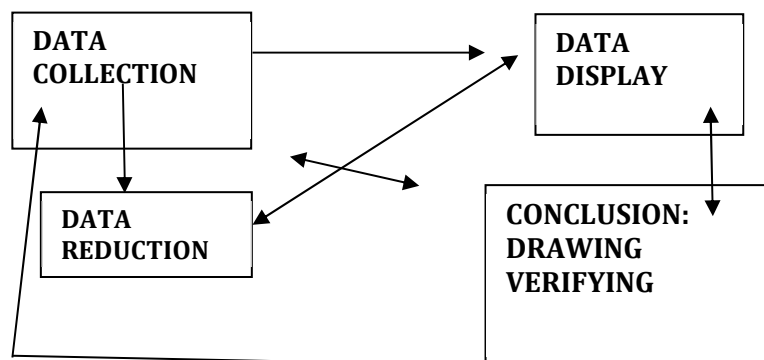 DATA
COLLECTION
DATA
DISPLAY
DATA
REDUCTION
CONCLUSION:
DRAWING
VERIFYING